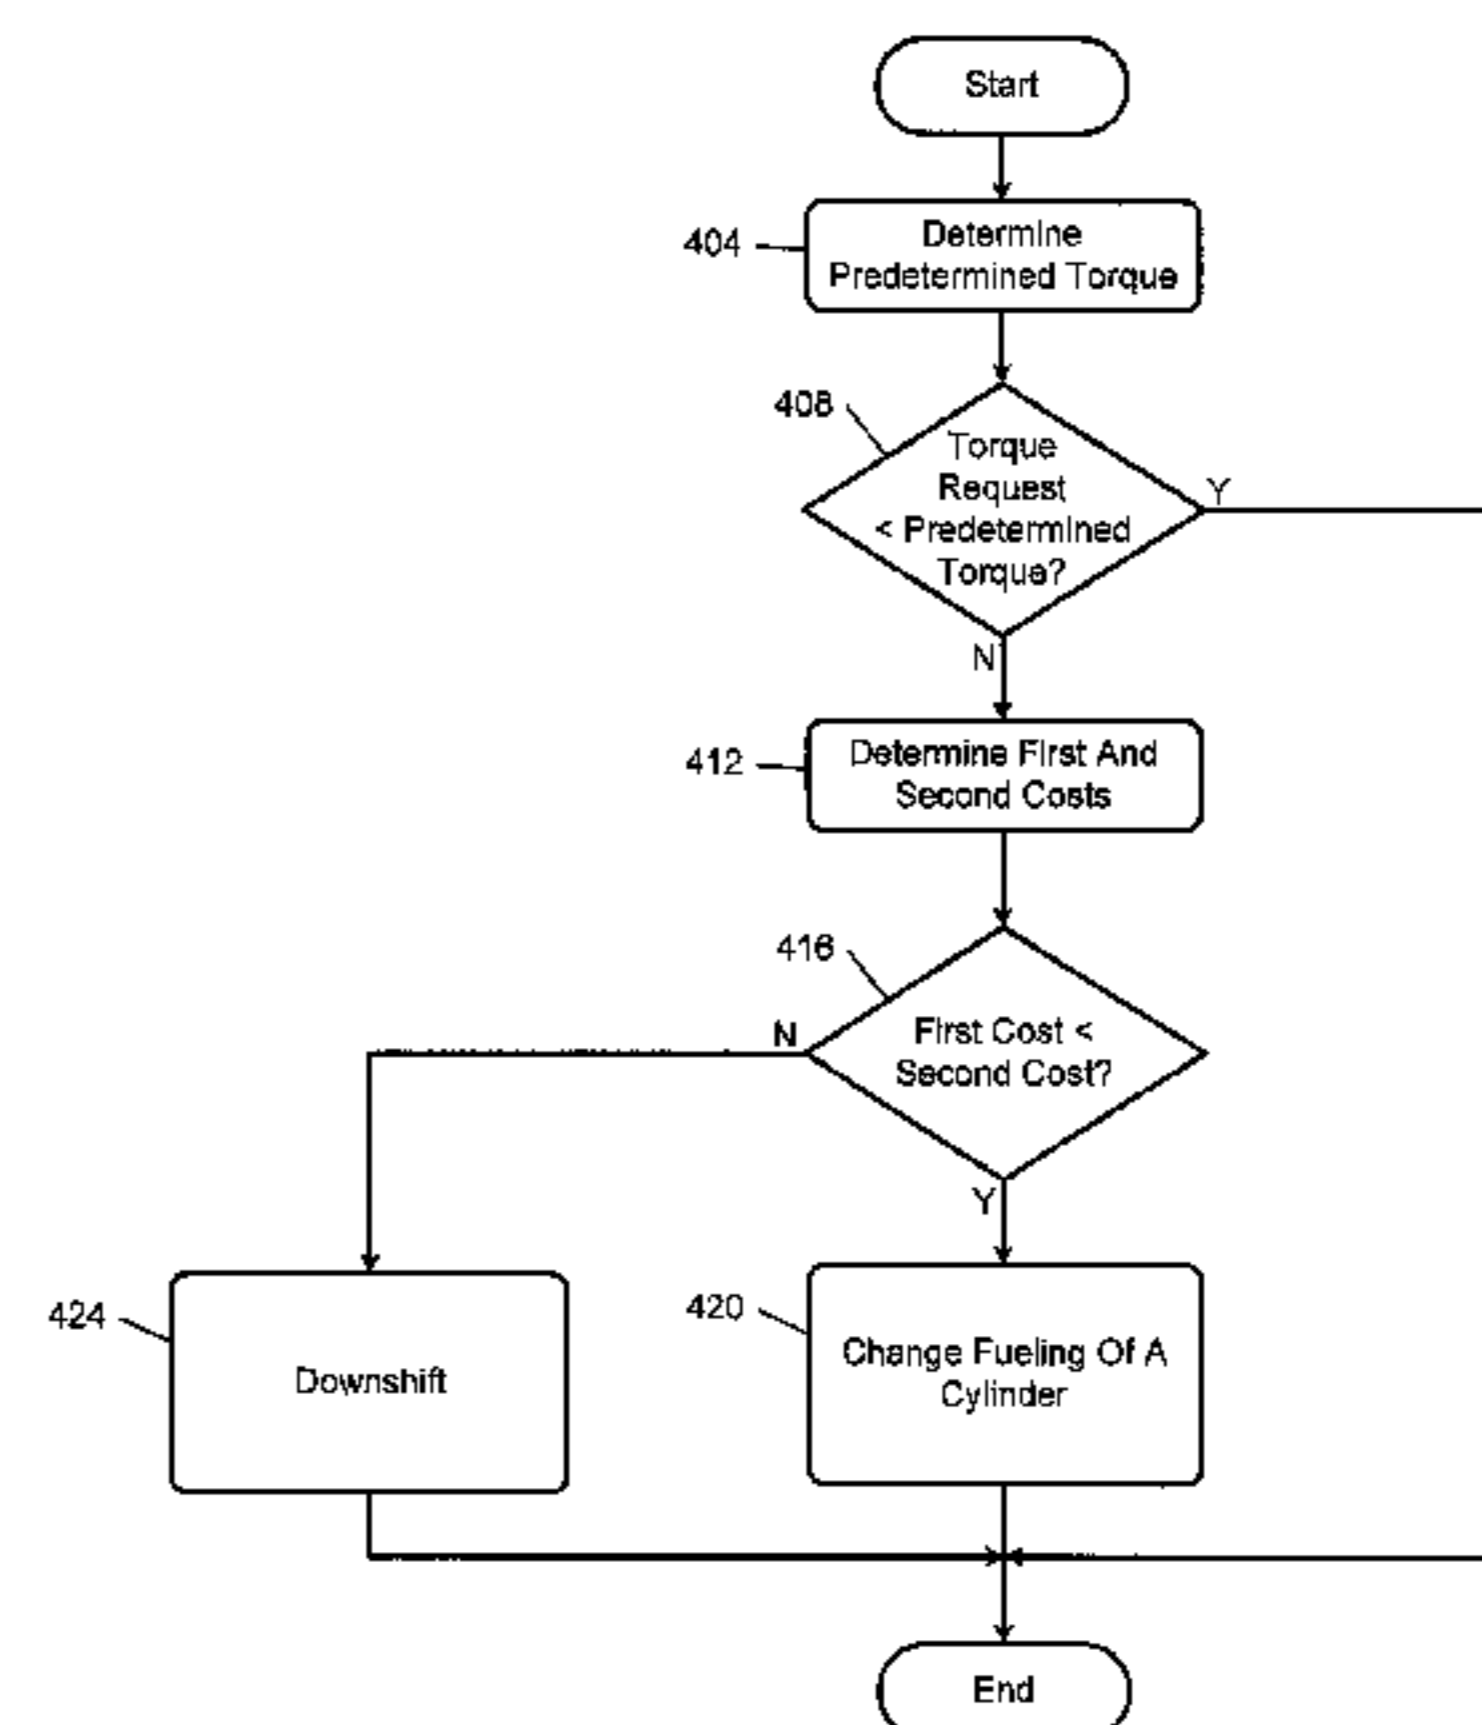 Start
404
Determine
Predetermined Torque
408
Torque
Request
< Predetermined
Torque?
Y
N
412
Determine First And
Second Costs
416
N
First Cost <
Second Cost?
Y
424
Downshift
420
Change Fueling Of A
Cylinder
End